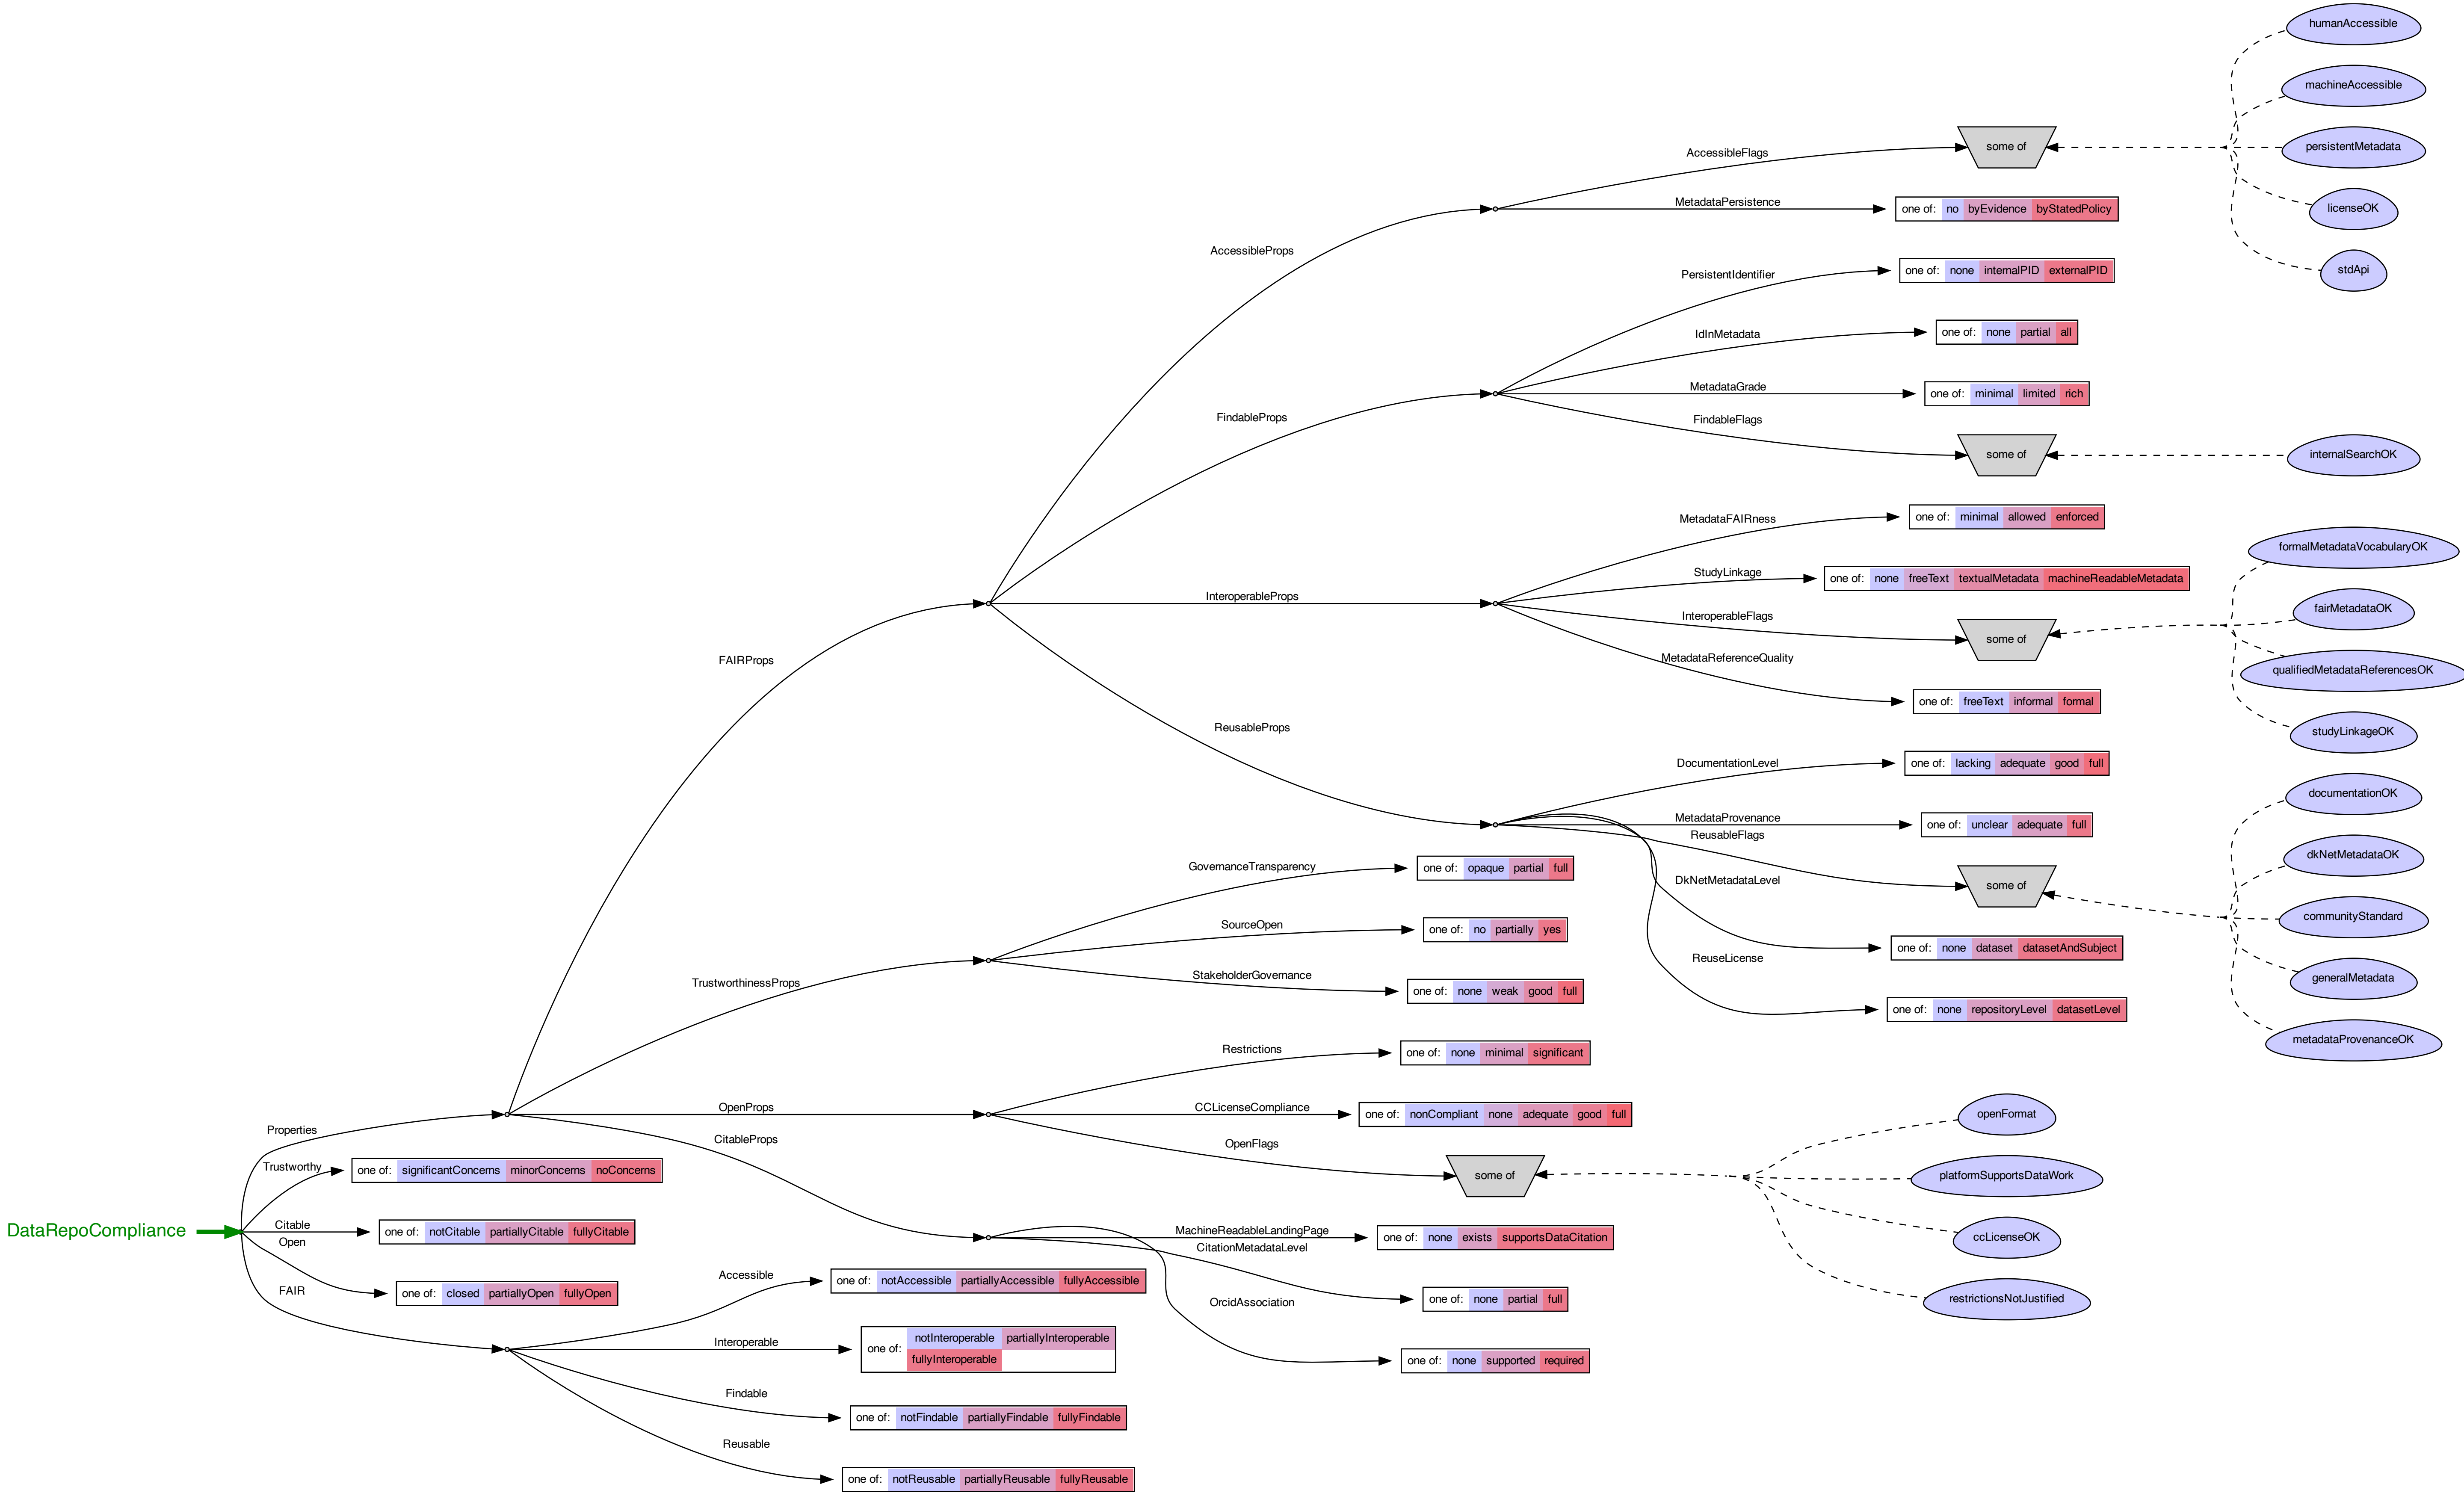 humanAccessible
machineAccessible
AccessibleFlags
some of
persistentMetadata
MetadataPersistence
one of: no byEvidence byStatedPolicy
licenseOK
AccessibleProps
PersistentIdentifier
one of: none internalPID externalPID
stdApi
IdInMetadata
one of: none partial all
MetadataGrade
one of: minimal limited rich
FindableProps
FindableFlags
some of
internalSearchOK
MetadataFAIRness
one of: minimal allowed enforced
formalMetadataVocabularyOK
StudyLinkage
one of: none freeText textualMetadata machineReadableMetadata
InteroperableProps
InteroperableFlags
fairMetadataOK
some of
MetadataReferenceQuality
FAIRProps
qualifiedMetadataReferencesOK
one of: freeText informal formal
ReusableProps
studyLinkageOK
DocumentationLevel
one of: lacking adequate good full
documentationOK
MetadataProvenance
one of: unclear adequate full
ReusableFlags
GovernanceTransparency
one of: opaque partial full
dkNetMetadataOK
DkNetMetadataLevel
some of
SourceOpen
one of: no partially yes
communityStandard
one of: none dataset datasetAndSubject
ReuseLicense
TrustworthinessProps
StakeholderGovernance
one of: none weak good full
generalMetadata
one of: none repositoryLevel datasetLevel
metadataProvenanceOK
Restrictions
one of: none minimal significant
OpenProps
CCLicenseCompliance
one of: nonCompliant none adequate good full
openFormat
Properties
CitableProps
OpenFlags
Trustworthy
one of: significantConcerns minorConcerns noConcerns
some of
platformSupportsDataWork
DataRepoCompliance
Citable
one of: notCitable partiallyCitable fullyCitable
MachineReadableLandingPage
one of: none exists supportsDataCitation
ccLicenseOK
Open
CitationMetadataLevel
FAIR
one of: closed partiallyOpen fullyOpen
Accessible
one of: notAccessible partiallyAccessible fullyAccessible
OrcidAssociation
one of: none partial full
restrictionsNotJustified
Interoperable
one of: notInteroperable partiallyInteroperable
fullyInteroperable
one of: none supported required
Findable
one of: notFindable partiallyFindable fullyFindable
Reusable
one of: notReusable partiallyReusable fullyReusable